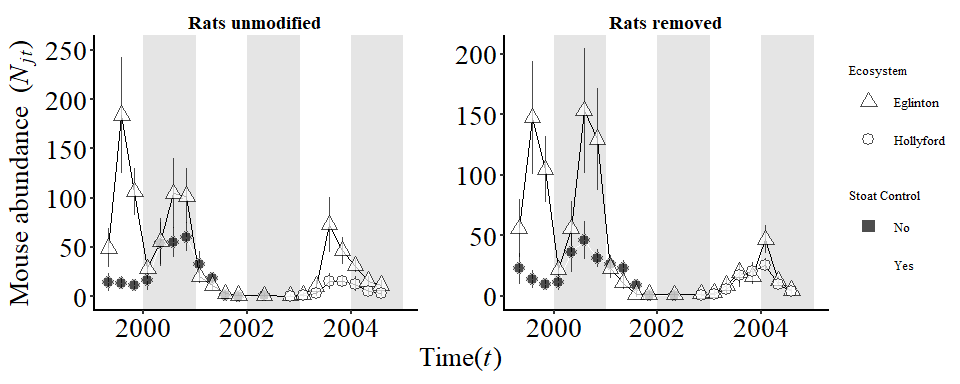 Rats unmodified
Rats removed
Mouse abundance (Njt)
250
200
150
100
50
0
2000
2002
2004
200
150
100
50
0
2000
2002
2004
Time(t)
Ecosystem
Eglinton
Hollyford
Stoat Control
No
Yes